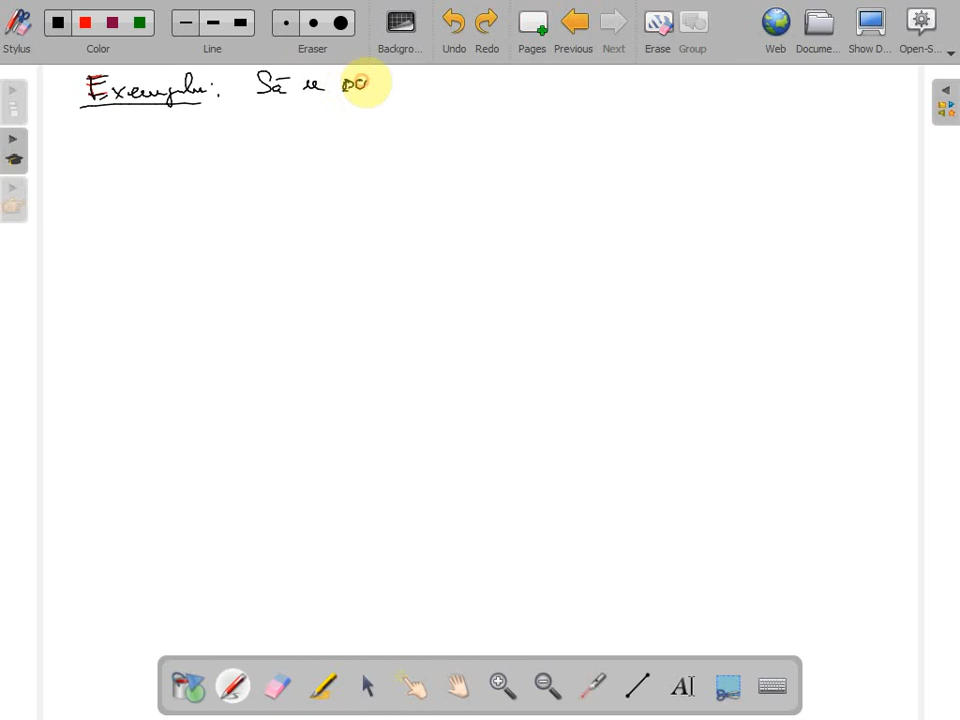 Stylus
Color
Line
Eraser
Backgro...
Undo
Redo
Pages
Previous
Next
Erase
Group
Web
Docume...
Show D...
Open-S...
Exemplu: Să se
AI